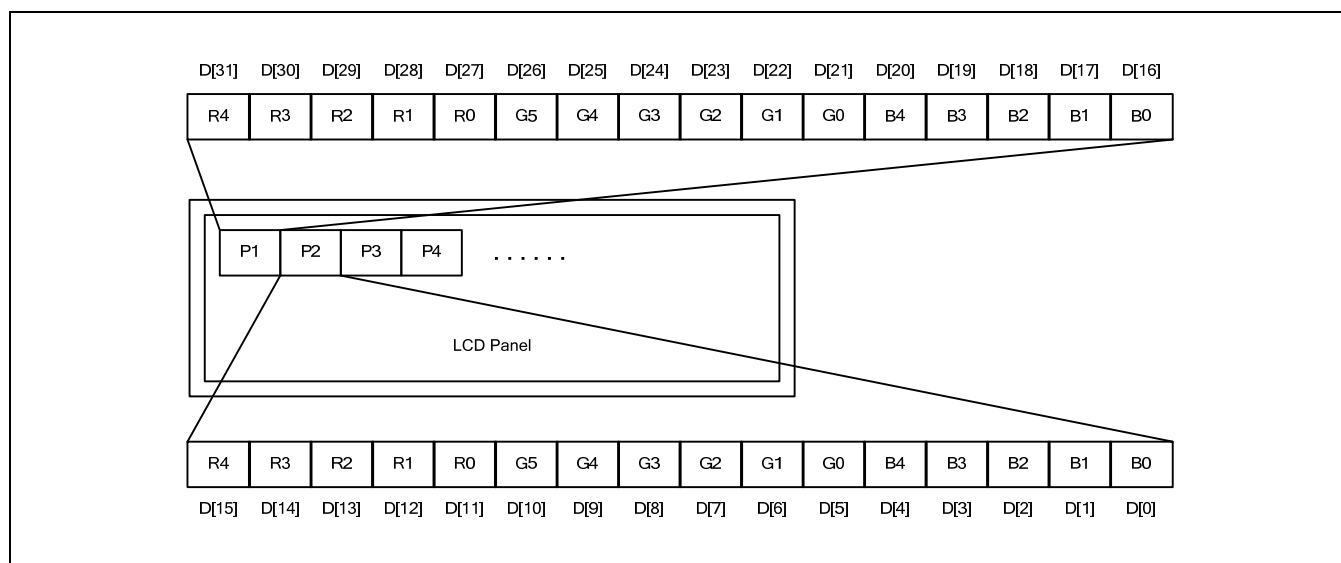 D[31] D[30] D[29] D[28] D[27] D[26] D[25] D[24] D[23] D[22] D[21] D[20] D[19] D[18] D[17] D[16]
R4 R3 R2 R1 R0 G5 G4 G3 G2 G1 G0 B4 B3 B2 B1 B0
P1 P2 P3 P4 . . . . . .
LCD Panel
R4 R3 R2 R1 R0 G5 G4 G3 G2 G1 G0 B4 B3 B2 B1 B0
D[15] D[14] D[13] D[12] D[11] D[10] D[9] D[8] D[7] D[6] D[5] D[4] D[3] D[2] D[1] D[0]